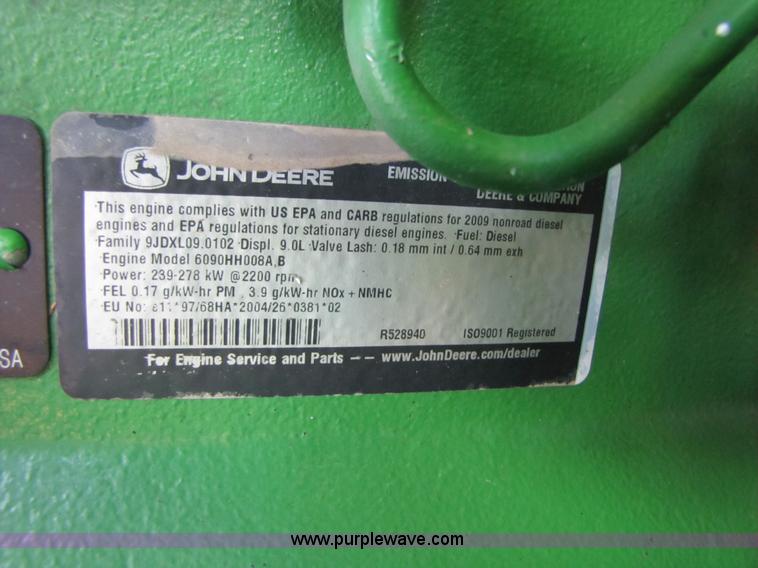 JOHN DEERE
EMISSION
DEERE & COMPANY
This engine complies with US EPA and CARB regulations for 2009 nonroad diesel
engines and EPA regulations for stationary diesel engines. Fuel: Diesel
Family 9JDXL09.0102 Displ. 9.0L Valve Lash: 0.18 mm int / 0.64 mm exh
Engine Model 6090HH008A,B
Power: 239-278 kW @2200 rpm
FEL 0.17 g/kW-hr PM , 3.9 g/kW-hr NOx + NMHC
EU No: e11*97/68HA*2004/26*0381*02
R528940 ISO9001 Registered
For Engine Service and Parts -- www.JohnDeere.com/dealer
SA
www.purplewave.com